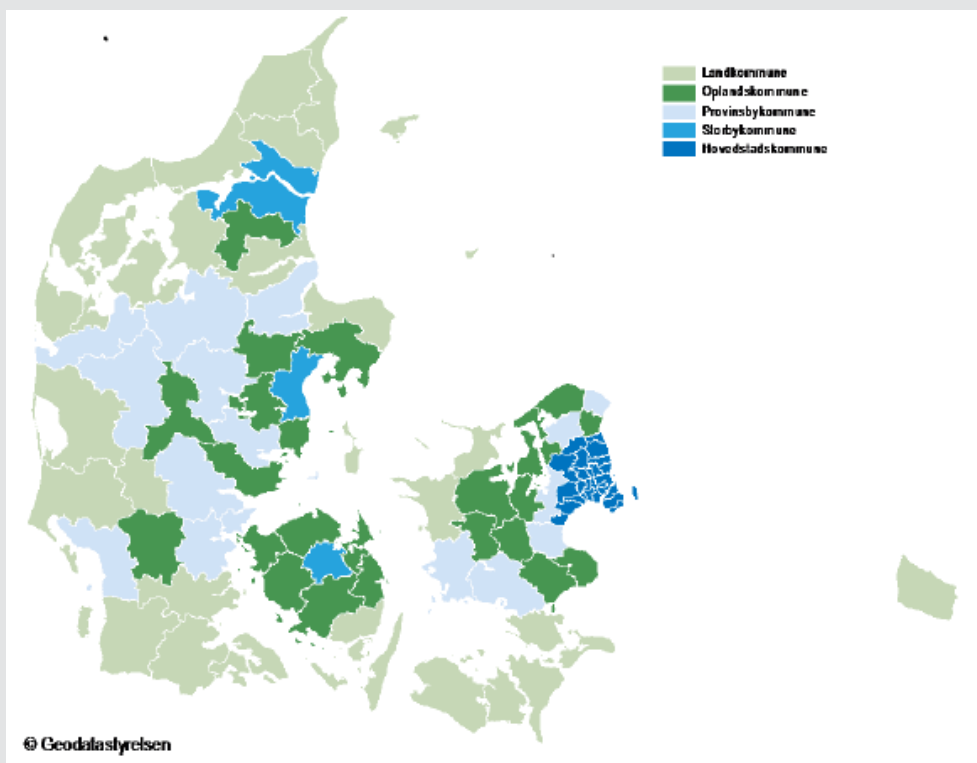 Landkommune
Oplandskommune
Provinsbykommune
Storbykommune
Hovedstadskommune
© Geodatastyrelsen